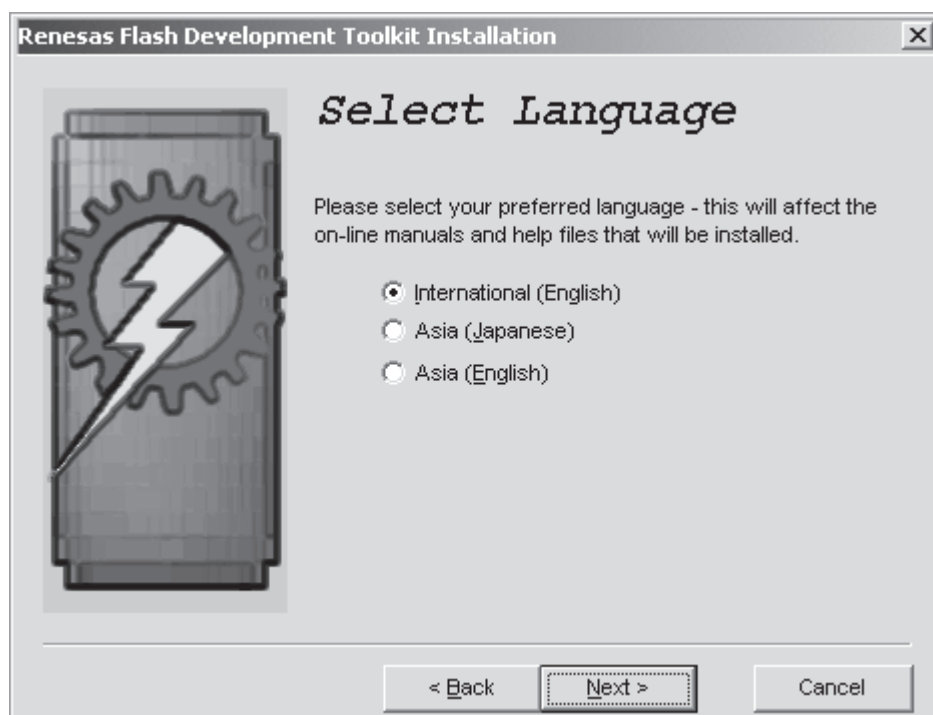 Renesas Flash Development Toolkit Installation
Select Language
Please select your preferred language - this will affect the
on-line manuals and help files that will be installed.
International (English)
Asia (Japanese)
Asia (English)
< Back
Next >
Cancel